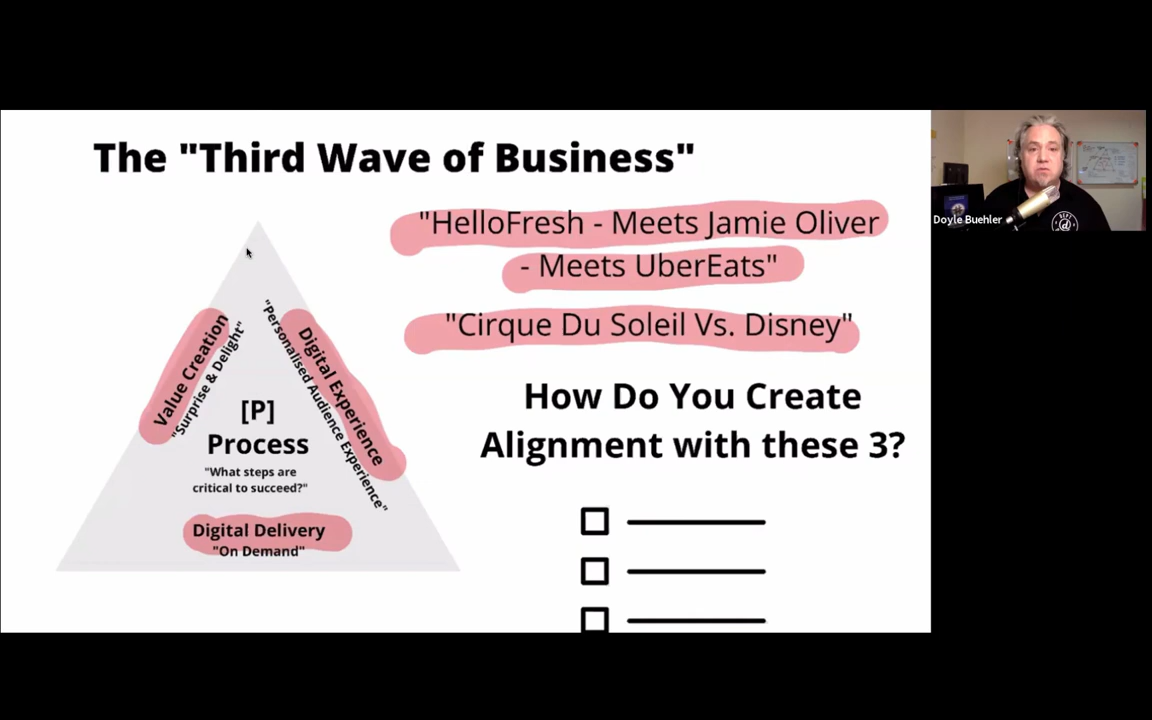 The "Third Wave of Business"
"HelloFresh - Meets Jamie Oliver
- Meets UberEats"
"Cirque Du Soleil Vs. Disney"
Value Creation
"Surprise & Delight"
Digital Experience
"Personalised Audience Experience"
[P]
Process
"What steps are
critical to succeed?"
Digital Delivery
"On Demand"
How Do You Create
Alignment with these 3?
Doyle Buehler